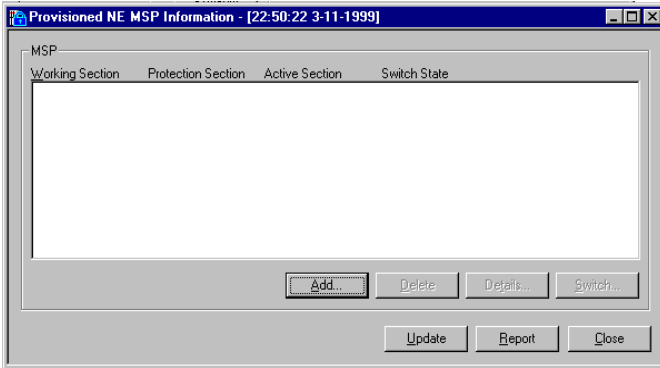 Provisioned NE MSP Information - [22:50:22 3-11-1999]
MSP
Working Section Protection Section Active Section Switch State
Add... Delete Details... Switch...
Update Report Close